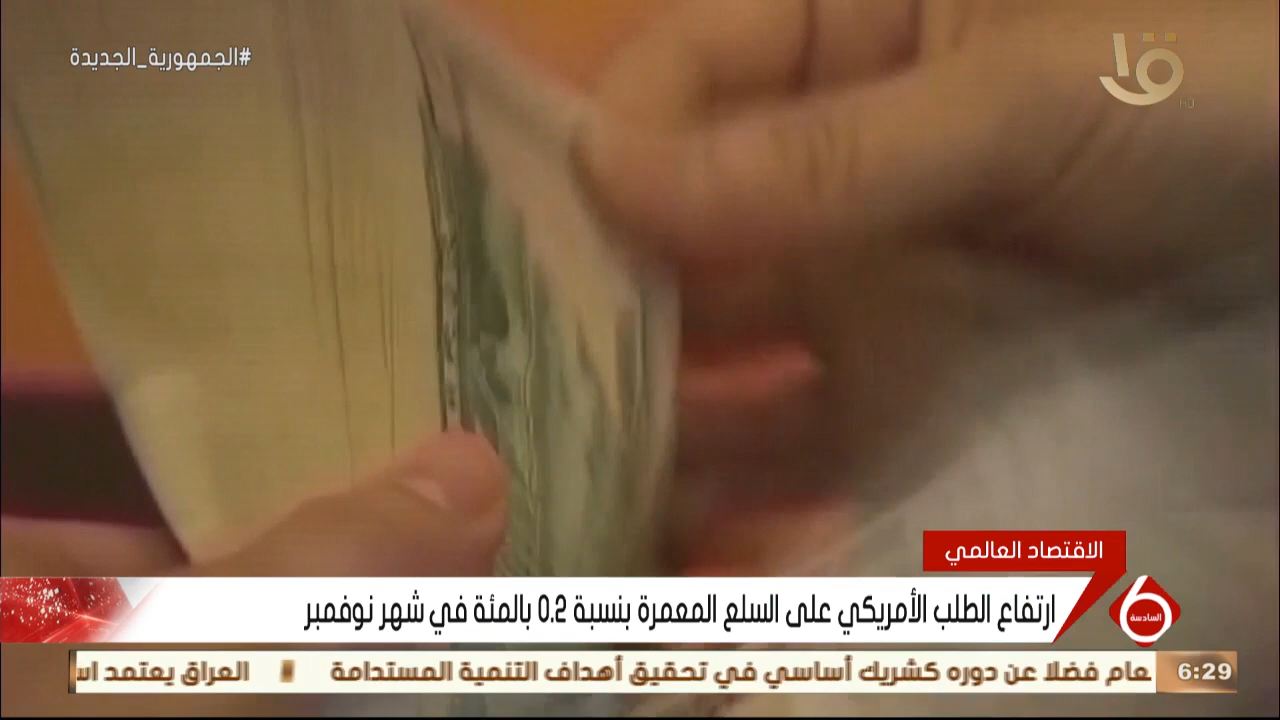 #الجمهورية_الجديدة
HD
الاقتصاد العالمي
ارتفاع الطلب الأمريكي على السلع المعمرة بنسبة 0.2 بالمئة في شهر نوفمبر
السادسة
6:29
عام فضلا عن دوره كشريك أساسي في تحقيق أهداف التنمية المستدامة العراق يعتمد